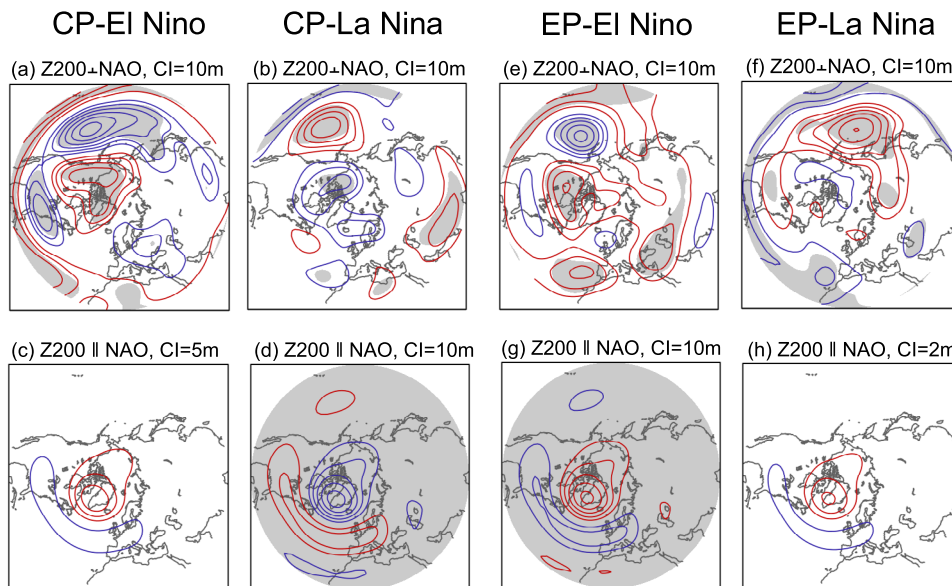 CP-El Nino CP-La Nina EP-El Nino EP-La Nina
(a) Z200⫠NAO, CI=10m (b) Z200⫠NAO, CI=10m (e) Z200⫠NAO, CI=10m (f) Z200⫠NAO, CI=10m
(c) Z200 ǁ NAO, CI=5m (d) Z200 ǁ NAO, CI=10m (g) Z200 ǁ NAO, CI=10m (h) Z200 ǁ NAO, CI=2m